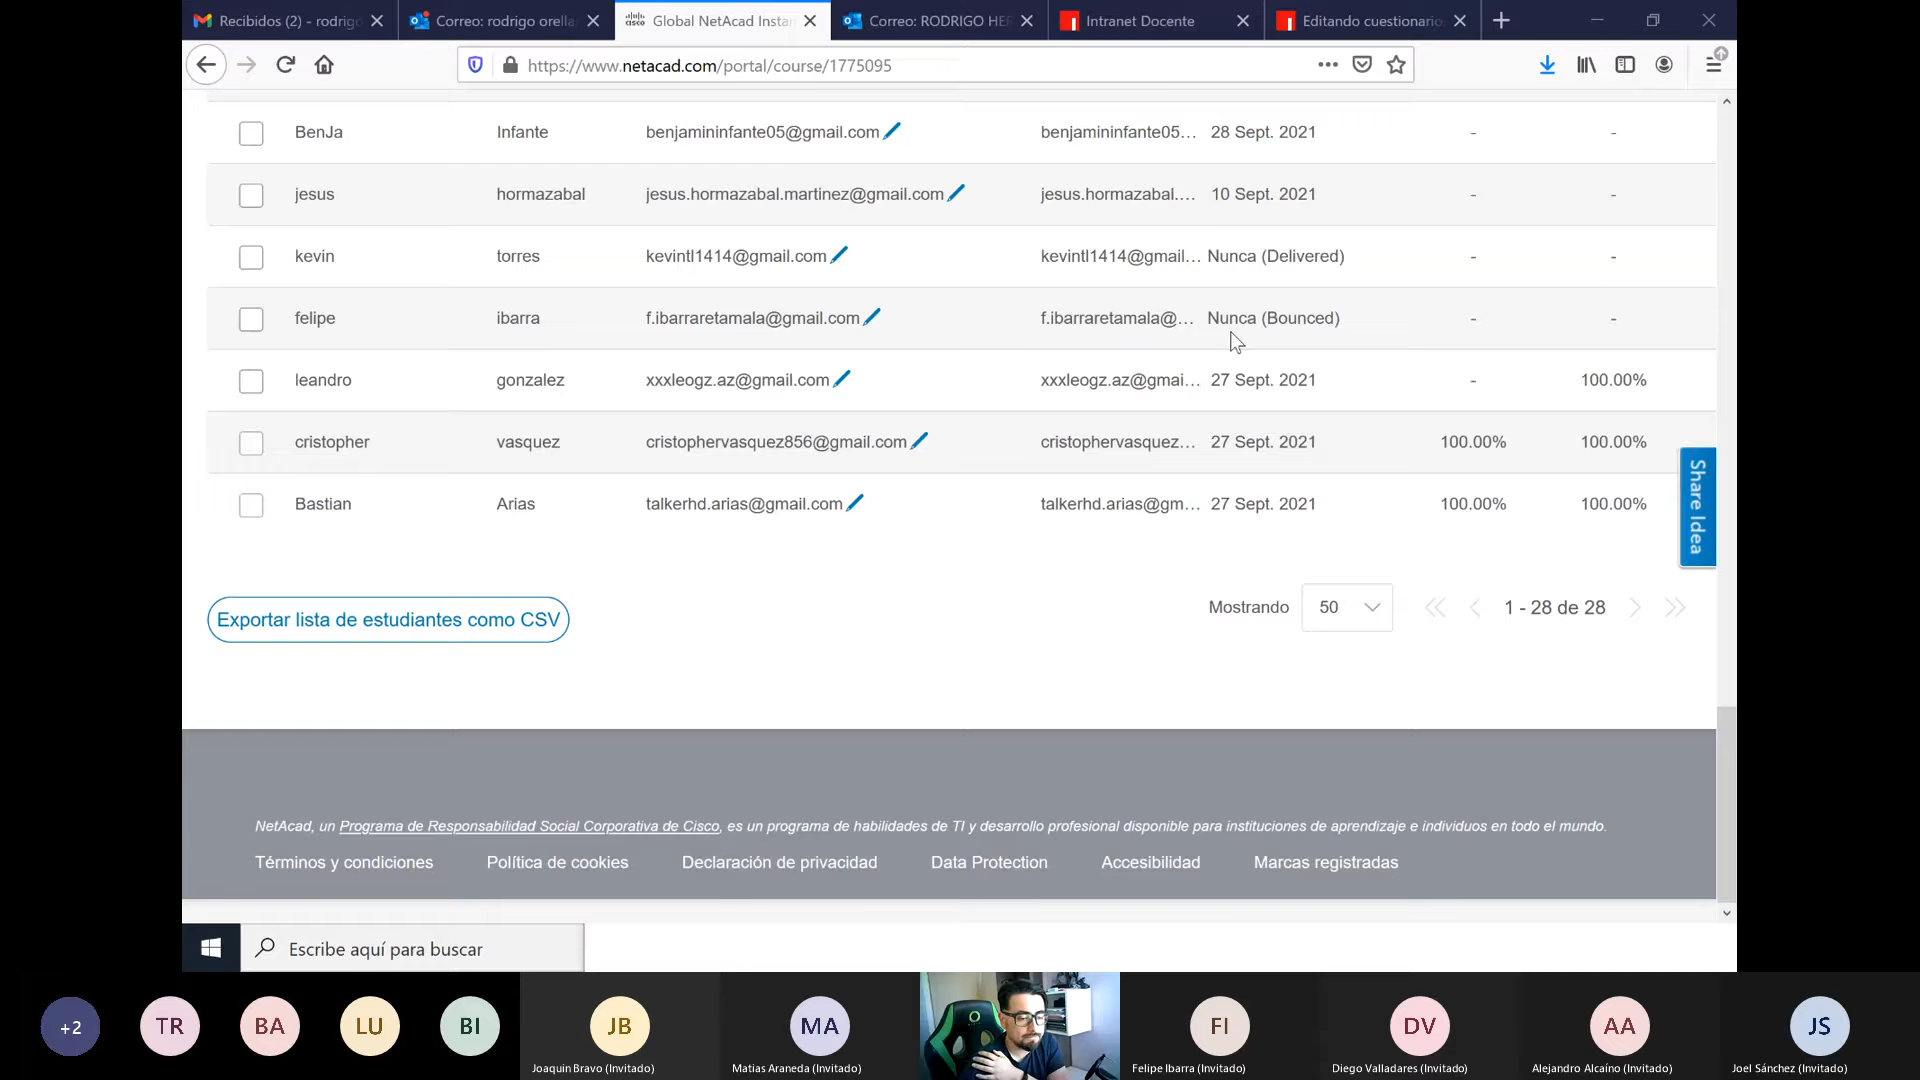 Recibidos (2) - rodrigo
Correo: rodrigo orella
Global NetAcad Instan
Correo: RODRIGO HER
Intranet Docente
Editando cuestionario
https://www.netacad.com/portal/course/1775095
BenJa Infante benjamininfante05@gmail.com benjamininfante05... 28 Sept. 2021 - -
jesus hormazabal jesus.hormazabal.martinez@gmail.com jesus.hormazabal.... 10 Sept. 2021 - -
kevin torres kevintl1414@gmail.com kevintl1414@gmail... Nunca (Delivered) - -
felipe ibarra f.ibarraretamala@gmail.com f.ibarraretamala@... Nunca (Bounced) - -
leandro gonzalez xxxleogz.az@gmail.com xxxleogz.az@gmai... 27 Sept. 2021 - 100.00%
cristopher vasquez cristophervasquez856@gmail.com cristophervasquez... 27 Sept. 2021 100.00% 100.00%
Bastian Arias talkerhd.arias@gmail.com talkerhd.arias@gm... 27 Sept. 2021 100.00% 100.00%
Share Idea
Exportar lista de estudiantes como CSV
Mostrando 50 1 - 28 de 28
NetAcad, un Programa de Responsabilidad Social Corporativa de Cisco, es un programa de habilidades de TI y desarrollo profesional disponible para instituciones de aprendizaje e individuos en todo el mundo.
Términos y condiciones Política de cookies Declaración de privacidad Data Protection Accesibilidad Marcas registradas
Escribe aquí para buscar
+2 TR BA LU BI JB MA FI DV AA JS
Joaquin Bravo (Invitado) Matias Araneda (Invitado) Felipe Ibarra (Invitado) Diego Valladares (Invitado) Alejandro Alcaíno (Invitado) Joel Sánchez (Invitado)